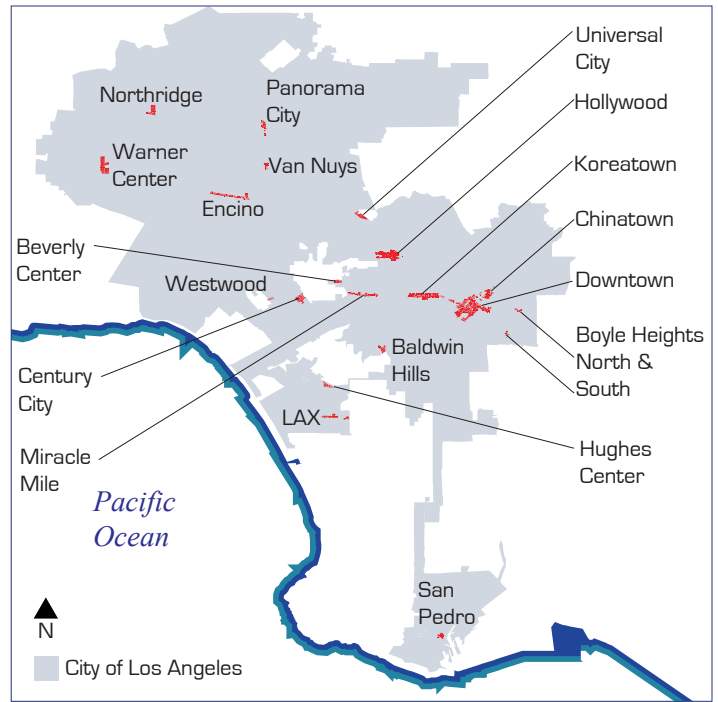 Universal
City
Hollywood
Koreatown
Chinatown
Downtown
Boyle Heights
North &
South
Hughes
Center
Northridge
Panorama
City
Warner
Center
Van Nuys
Encino
Beverly
Center
Westwood
Century
City
Miracle
Mile
Baldwin
Hills
LAX
Pacific
Ocean
San
Pedro
N
City of Los Angeles